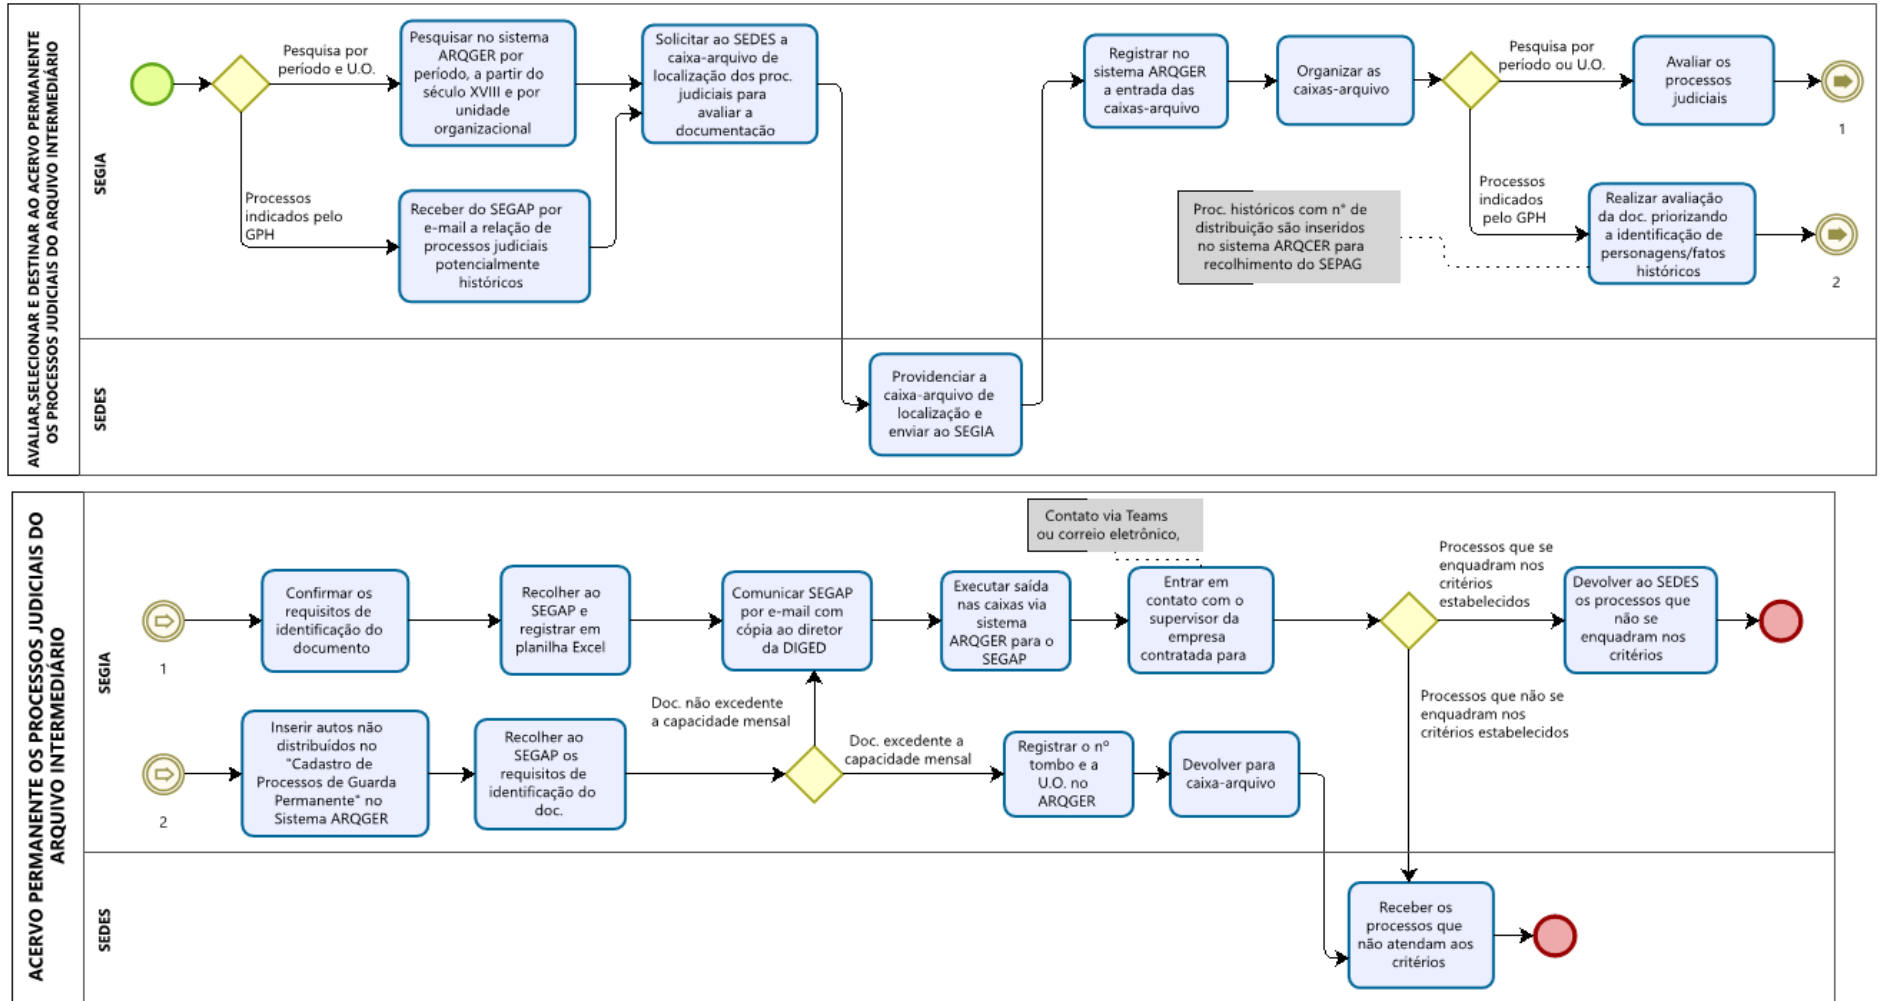 AVALIAR,SELECIONAR E DESTINAR AO ACERVO PERMANENTE
OS PROCESSOS JUDICIAIS DO ARQUIVO INTERMEDIÁRIO
SEGIA
Pesquisa por
período e U.O.
Pesquisar no sistema
ARQGER por
período, a partir do
século XVIII e por
unidade
organizacional
Solicitar ao SEDES a
caixa-arquivo de
localização dos proc.
judiciais para
avaliar a
documentação
Processos
indicados pelo
GPH
Receber do SEGAP por
e-mail a relação de
processos judiciais
potencialmente
históricos
Registrar no
sistema ARQGER
a entrada das
caixas-arquivo
Organizar as
caixas-arquivo
Pesquisa por
período ou U.O.
Avaliar os
processos
judiciais
1
Proc. históricos com n° de
distribuição são inseridos
no sistema ARQCER para
recolhimento do SEPAG
Processos
indicados
pelo GPH
Realizar avaliação
da doc. priorizando
a identificação de
personagens/fatos
históricos
2
SEDES
Providenciar a
caixa-arquivo de
localização e
enviar ao SEGIA
ACERVO PERMANENTE OS PROCESSOS JUDICIAIS DO
ARQUIVO INTERMEDIÁRIO
SEGIA
1
Confirmar os
requisitos de
identificação do
documento
Recolher ao
SEGAP e
registrar em
planilha Excel
Comunicar SEGAP
por e-mail com
cópia ao diretor
da DIGED
Executar saída
nas caixas via
sistema
ARQGER para o
SEGAP
Contato via Teams
ou correio eletrônico,
Entrar em
contato com o
supervisor da
empresa
contratada para
Processos que se
enquadram nos
critérios
estabelecidos
Devolver ao SEDES
os processos que
não se
enquadram nos
critérios
Processos que não se
enquadram nos
critérios estabelecidos
2
Inserir autos não
distribuídos no
"Cadastro de
Processos de Guarda
Permanente" no
Sistema ARQGER
Recolher ao
SEGAP os
requisitos de
identificação do
doc.
Doc. não excedente
a capacidade mensal
Doc. excedente a
capacidade mensal
Registrar o nº
tombo e a
U.O. no
ARQGER
Devolver para
caixa-arquivo
SEDES
Receber os
processos que
não atendam aos
critérios